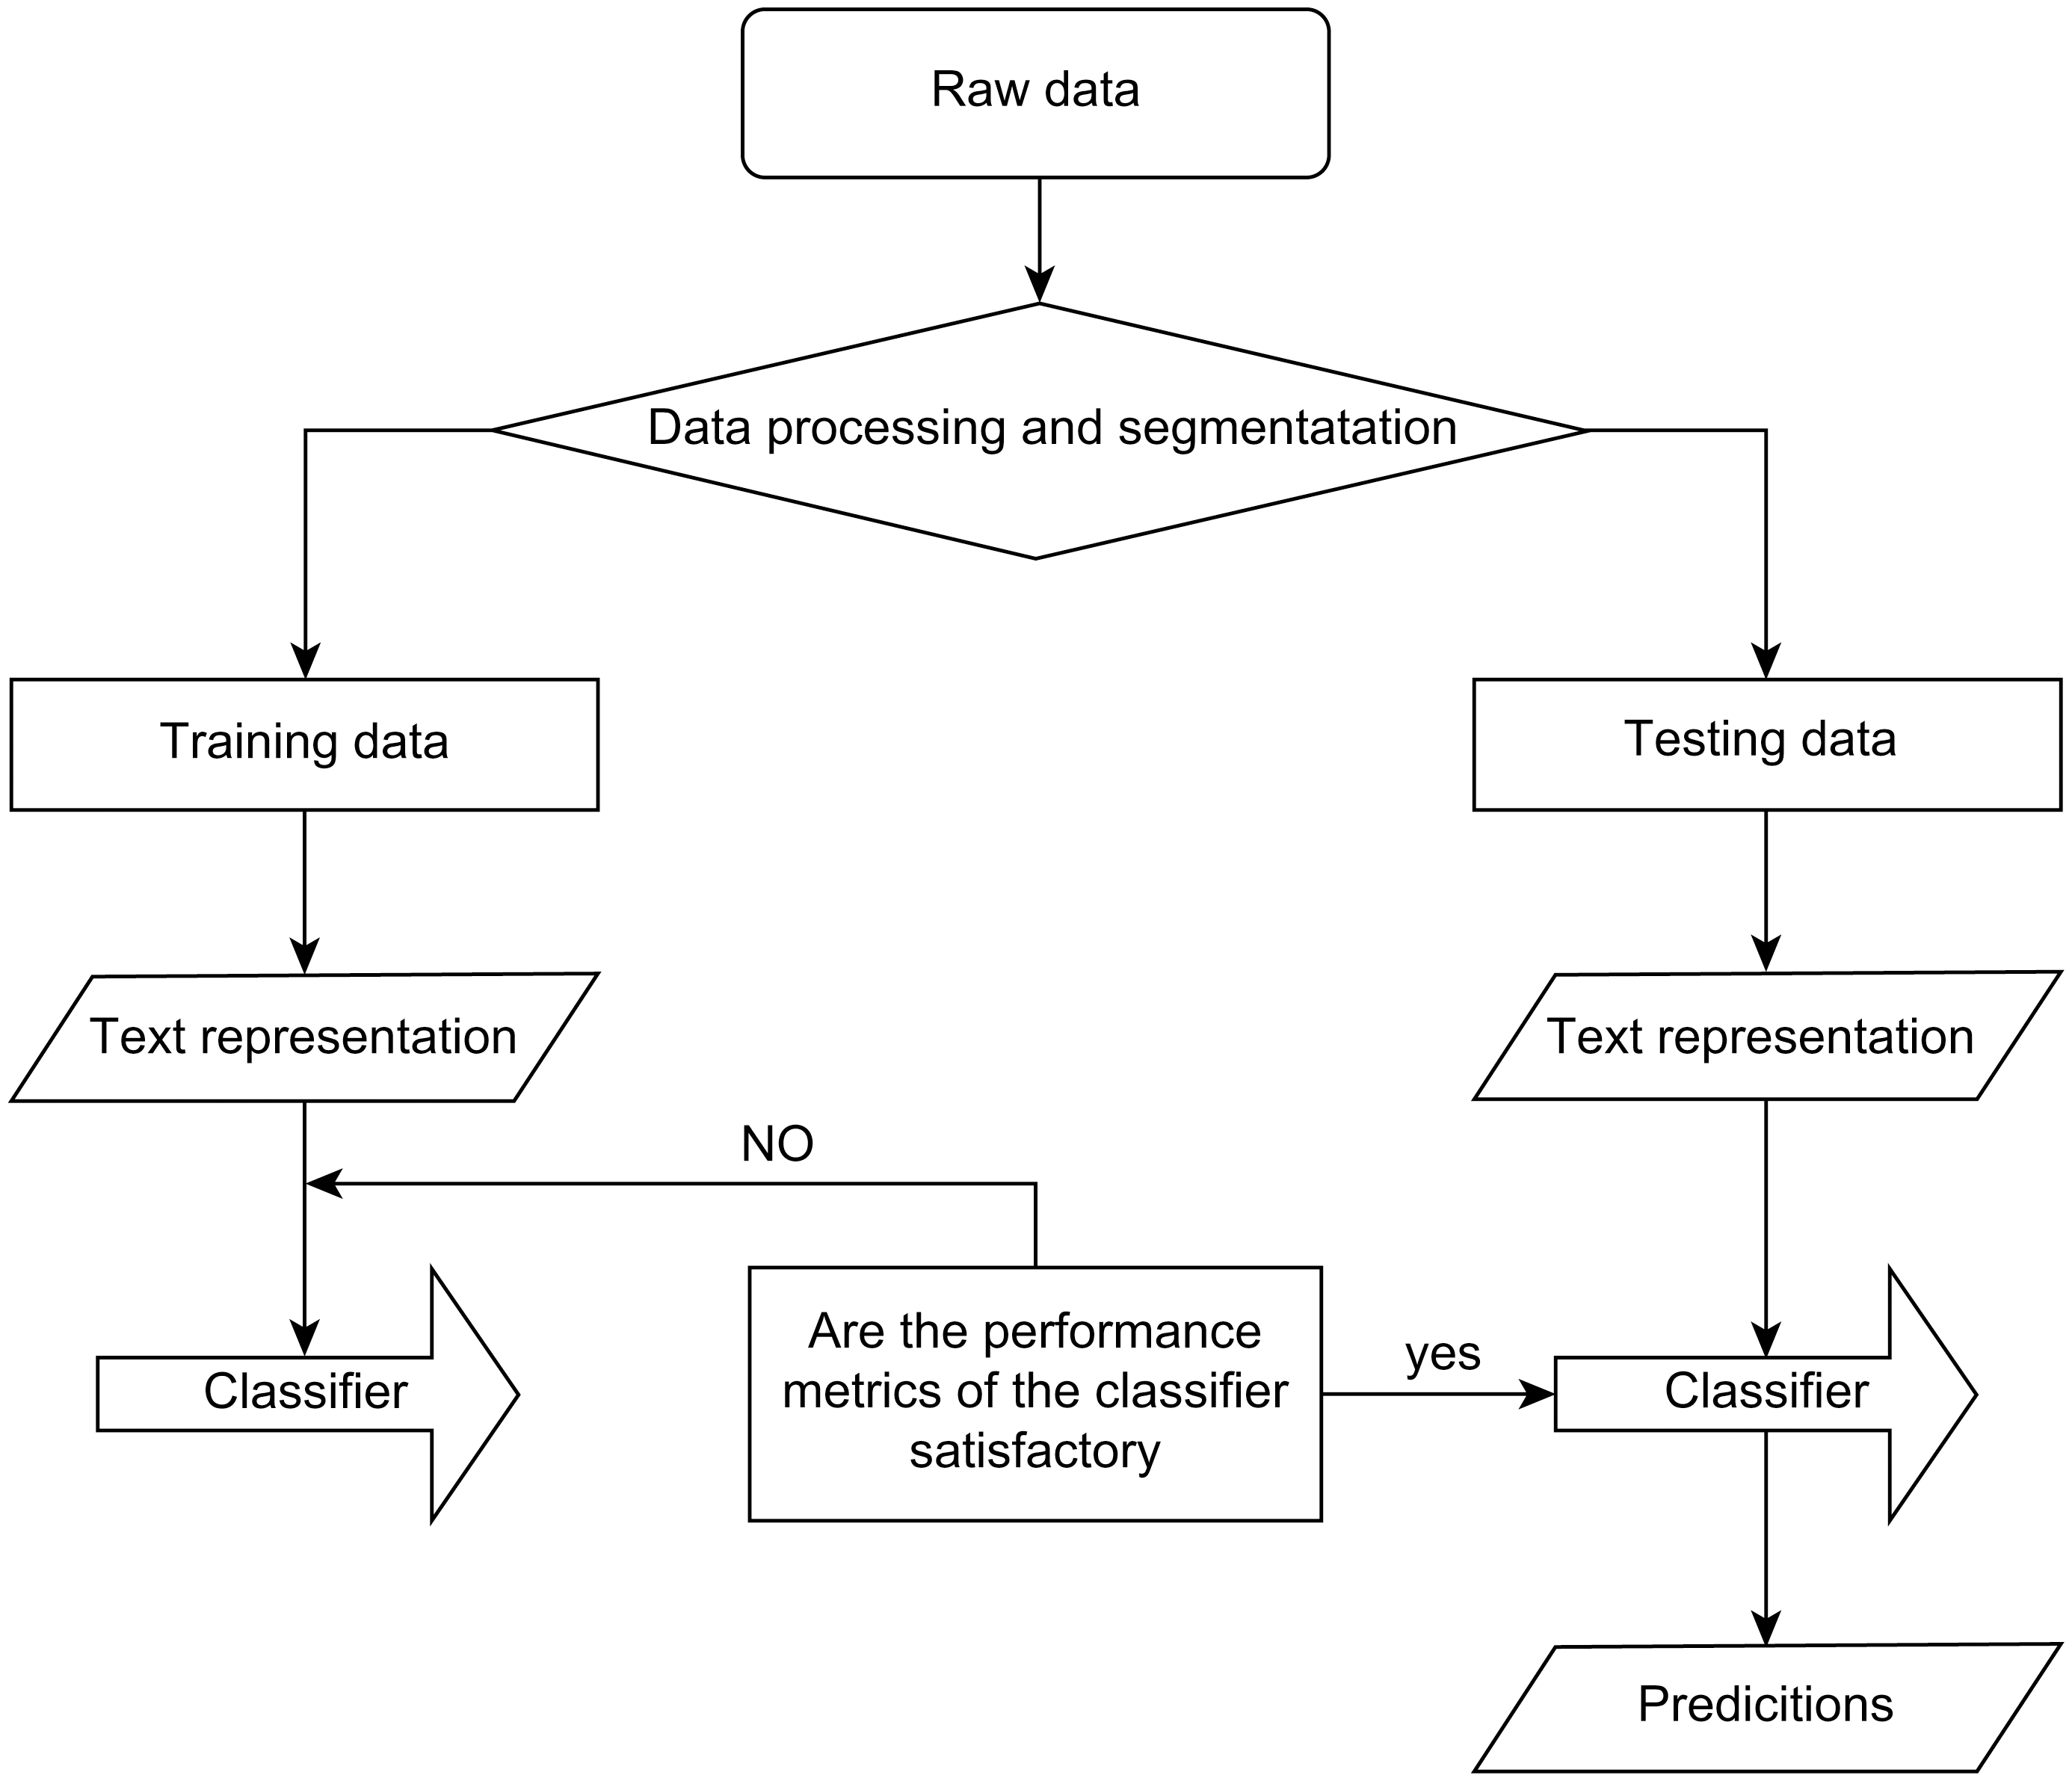 Raw data
Data processing and segmentatation
Training data
Testing data
Text representation
Text representation
NO
Are the performance
metrics of the classifier
satisfactory
yes
Classifier
Classifier
Predicitions